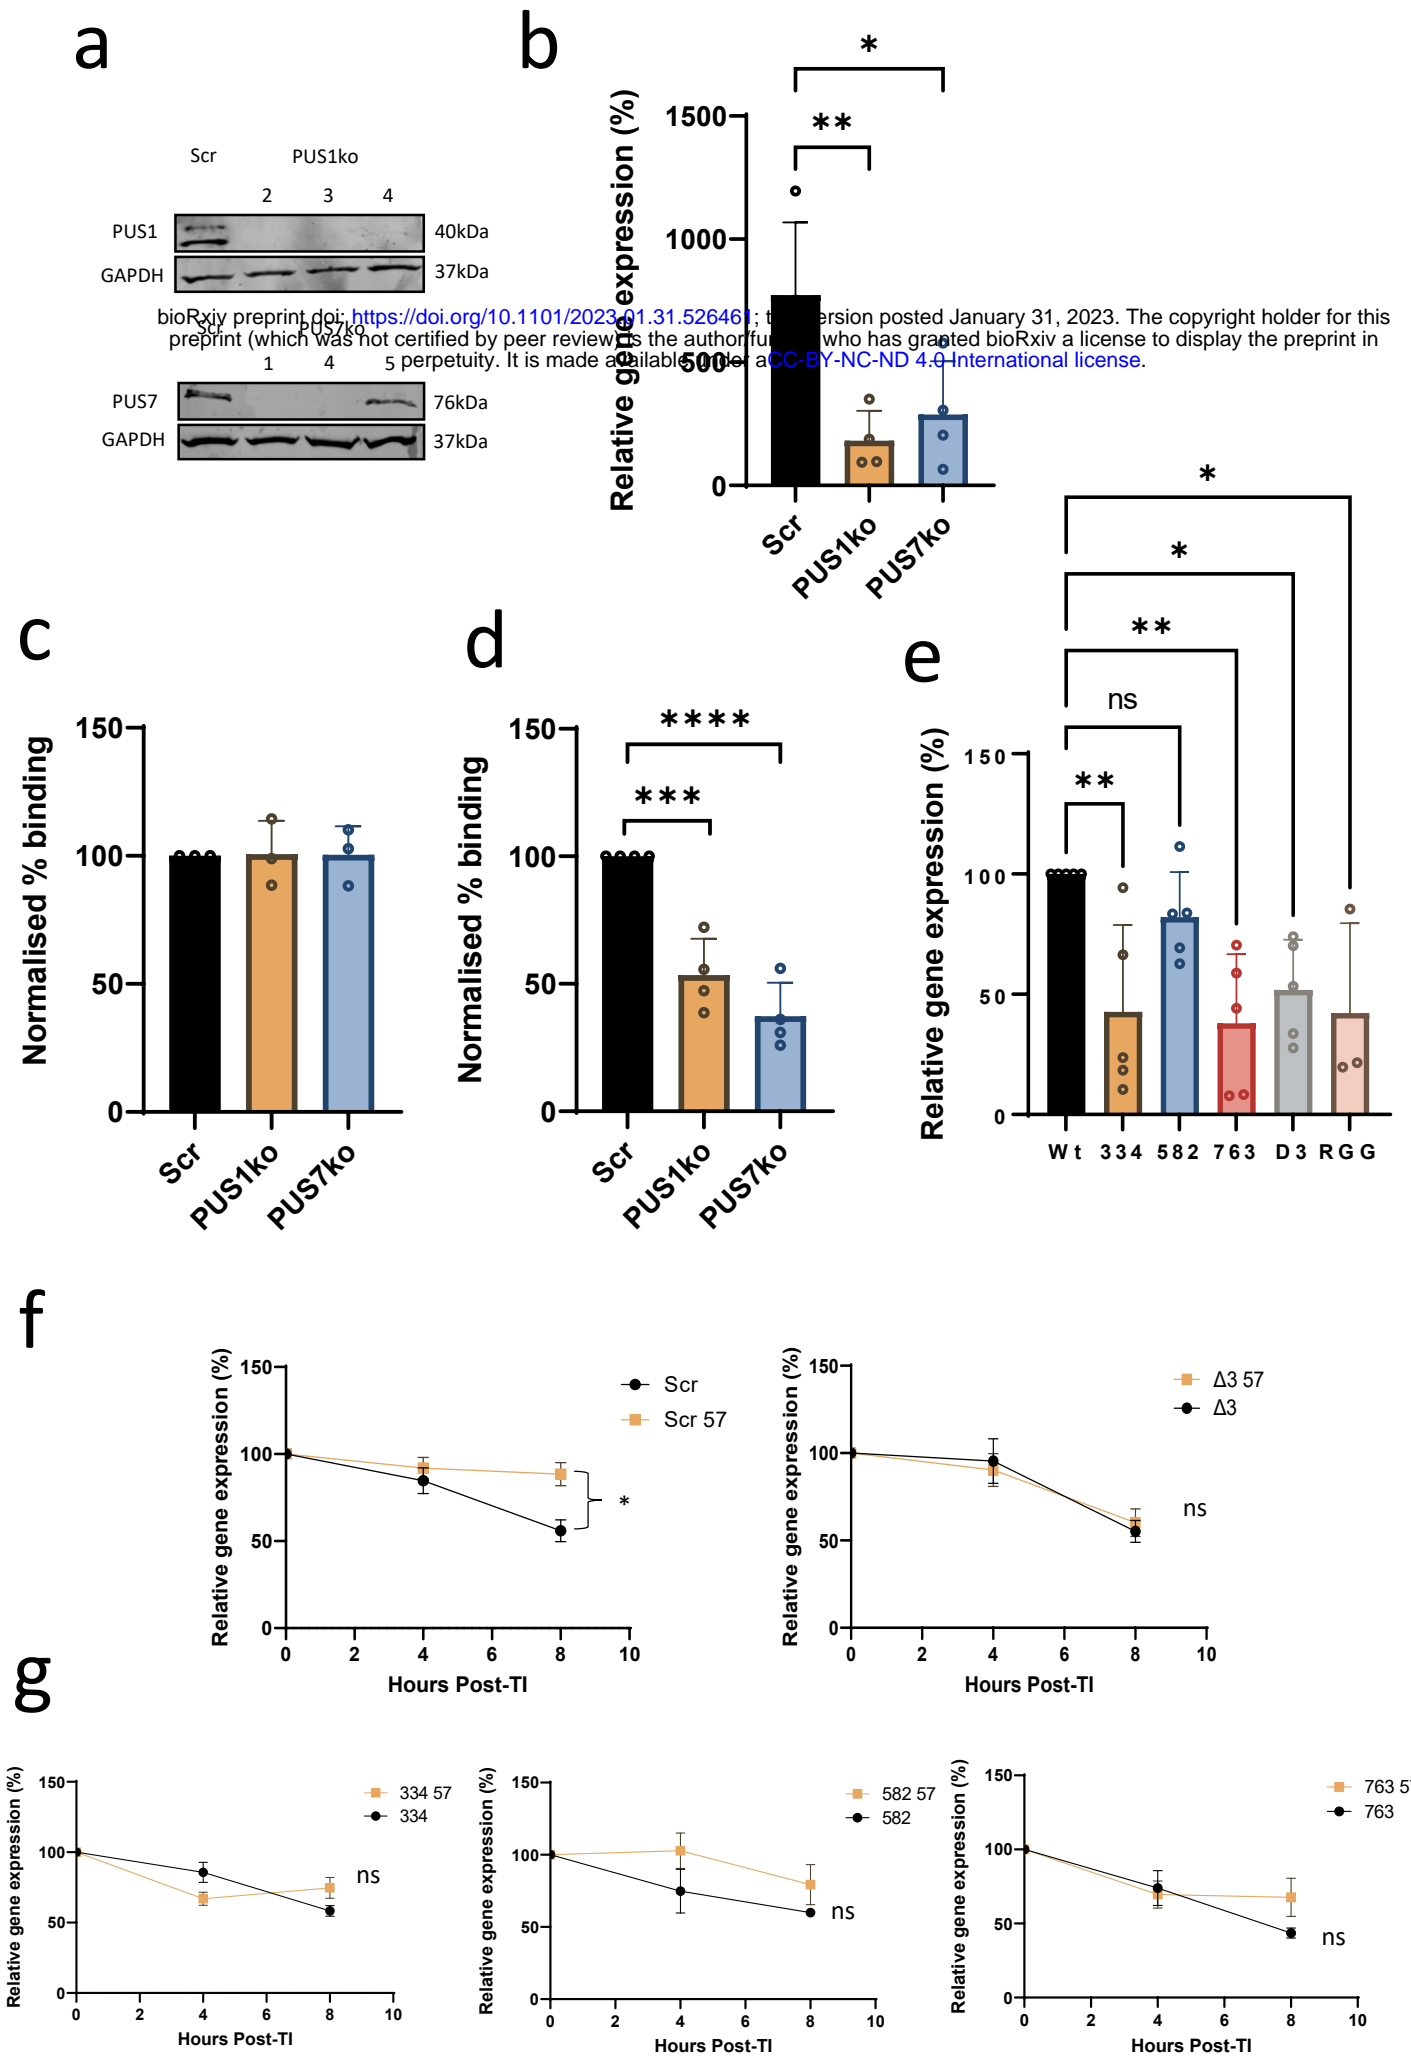 a
b
Scr PUS1ko
2 3 4
PUS1 40kDa
GAPDH 37kDa
Scr PUS7ko
1 4 5
PUS7 76kDa
GAPDH 37kDa
bioRxiv preprint doi: https://doi.org/10.1101/2023.01.31.526461; t ersion posted January 31, 2023. The copyright holder for this
preprint (which was not certified by peer review) is the author/fun who has granted bioRxiv a license to display the preprint in
perpetuity. It is made available under aCC-BY-NC-ND 4.0 International license.
Relative gene expression (%)
1500
1000
500
0
*
**
Scr
PUS1ko
PUS7ko
c
Normalised % binding
150
100
50
0
Scr
PUS1ko
PUS7ko
d
Normalised % binding
150
100
50
0
****
***
Scr
PUS1ko
PUS7ko
e
Relative gene expression (%)
150
100
50
0
*
*
**
ns
**
Wt 334 582 763 D3 RGG
f
Relative gene expression (%)
150
100
50
0
0 2 4 6 8 10
Hours Post-TI
Scr
Scr 57
*
Relative gene expression (%)
150
100
50
0
0 2 4 6 8 10
Hours Post-TI
Δ3 57
Δ3
ns
g
Relative gene expression (%)
150
100
50
0
0 2 4 6 8 10
Hours Post-TI
334 57
334
ns
Relative gene expression (%)
150
100
50
0
0 2 4 6 8 10
Hours Post-TI
582 57
582
ns
Relative gene expression (%)
150
100
50
0
0 2 4 6 8 10
Hours Post-TI
763 5
763
ns